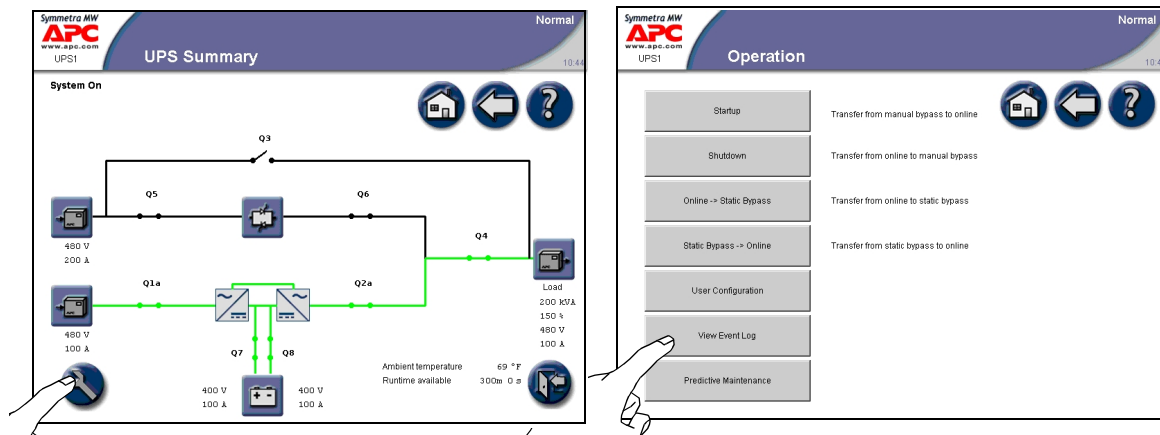 Symmetra MW
APC
www.apc.com
UPS1
UPS Summary
Normal
10:44
System On
Q3
Q5
Q6
480 V
200 A
Q4
Q1a
Q2a
Load
200 kVA
150 %
480 V
100 A
480 V
100 A
Q7
Q8
400 V
100 A
400 V
100 A
Ambient temperature 69 °F
Runtime available 300m 0 s
Symmetra MW
APC
www.apc.com
UPS1
Operation
Normal
Startup
Transfer from manual bypass to online
Shutdown
Transfer from online to manual bypass
Online -> Static Bypass
Transfer from online to static bypass
Static Bypass -> Online
Transfer from static bypass to online
User Configuration
View Event Log
Predictive Maintenance